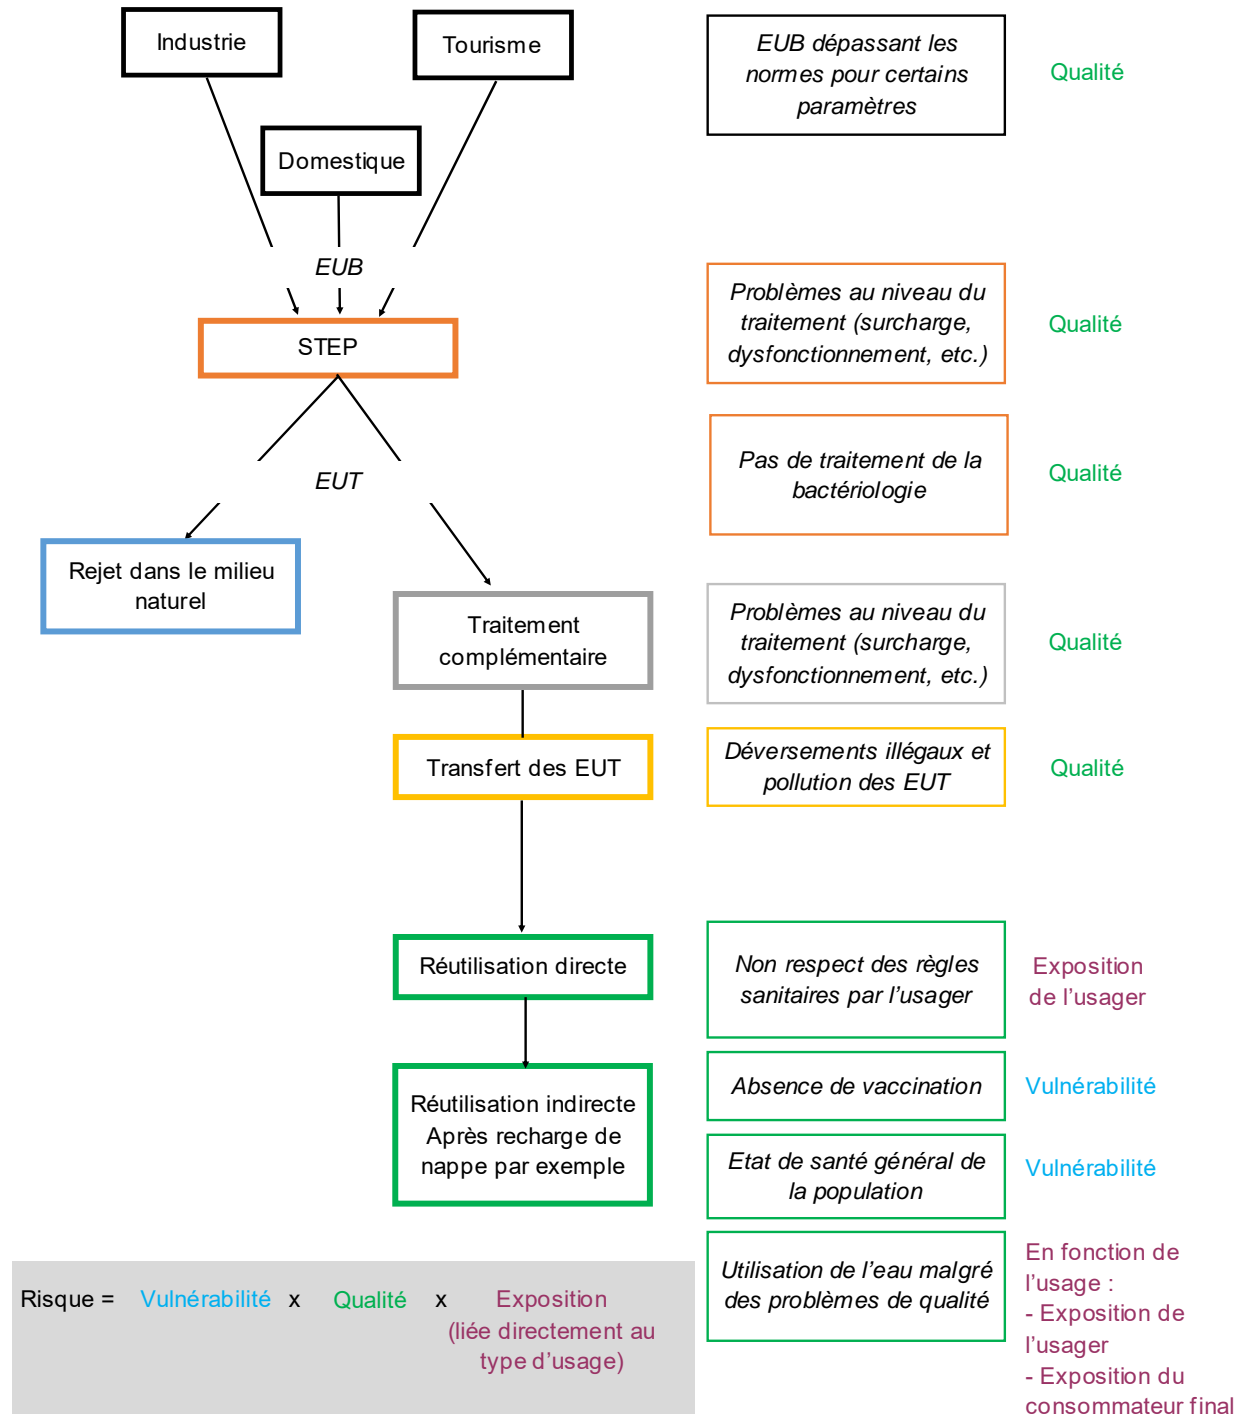 Industrie
Tourisme
Domestique
EUB
STEP
EUT
Rejet dans le milieu
naturel
Traitement
complémentaire
Transfert des EUT
Réutilisation directe
Réutilisation indirecte
Après recharge de
nappe par exemple
EUB dépassant les
normes pour certains
paramètres
Qualité
Problèmes au niveau du
traitement (surcharge,
dysfonctionnement, etc.)
Qualité
Pas de traitement de la
bactériologie
Qualité
Problèmes au niveau du
traitement (surcharge,
dysfonctionnement, etc.)
Qualité
Déversements illégaux et
pollution des EUT
Qualité
Non respect des règles
sanitaires par l’usager
Exposition
de l’usager
Absence de vaccination
Vulnérabilité
Etat de santé général de
la population
Vulnérabilité
Utilisation de l’eau malgré
des problèmes de qualité
En fonction de
l’usage :
- Exposition de
l’usager
- Exposition du
consommateur final
Risque = Vulnérabilité x Qualité x Exposition
(liée directement au
type d’usage)